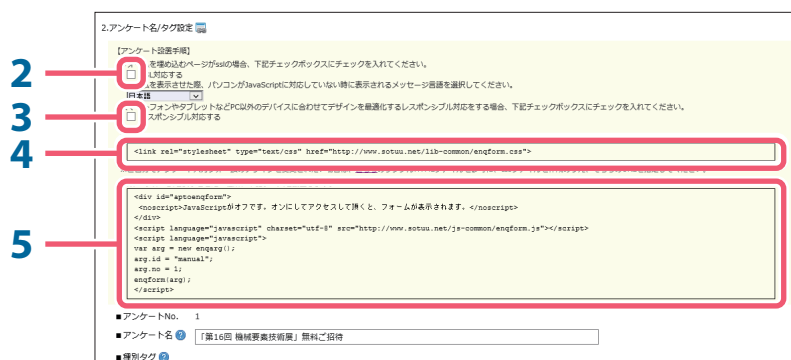 2.アンケート名/タグ設定
【アンケート設置手順】
を埋め込むページがsslの場合、下記チェックボックスにチェックを入れてください。
2
L対応する
ムを表示させた際、パソコンがJavaScriptに対応していない時に表示されるメッセージ言語を選択してください。
日本語
フォンやタブレットなどPC以外のデバイスに合わせてデザインを最適化するレスポンシブル対応をする場合、下記チェックボックスにチェックを入れてください。
3
スポンシブル対応する
4
<link rel="stylesheet" type="text/css" href="http://www.sotuu.net/lib-common/enqform.css">
5
<div id="aptoenqform">
<noscript>JavaScriptがオフです。オンにしてアクセスして頂くと、フォームが表示されます。</noscript>
</div>
<script language="javascript" charset="utf-8" src="http://www.sotuu.net/js-common/enqform.js"></script>
<script language="javascript">
var arg = new enqarg();
arg.id = "manual";
arg.no = 1;
enqform(arg);
</script>
■アンケートNo. 1
■アンケート名 ? 「第16回 機械要素技術展」無料ご招待
■種別タグ ?